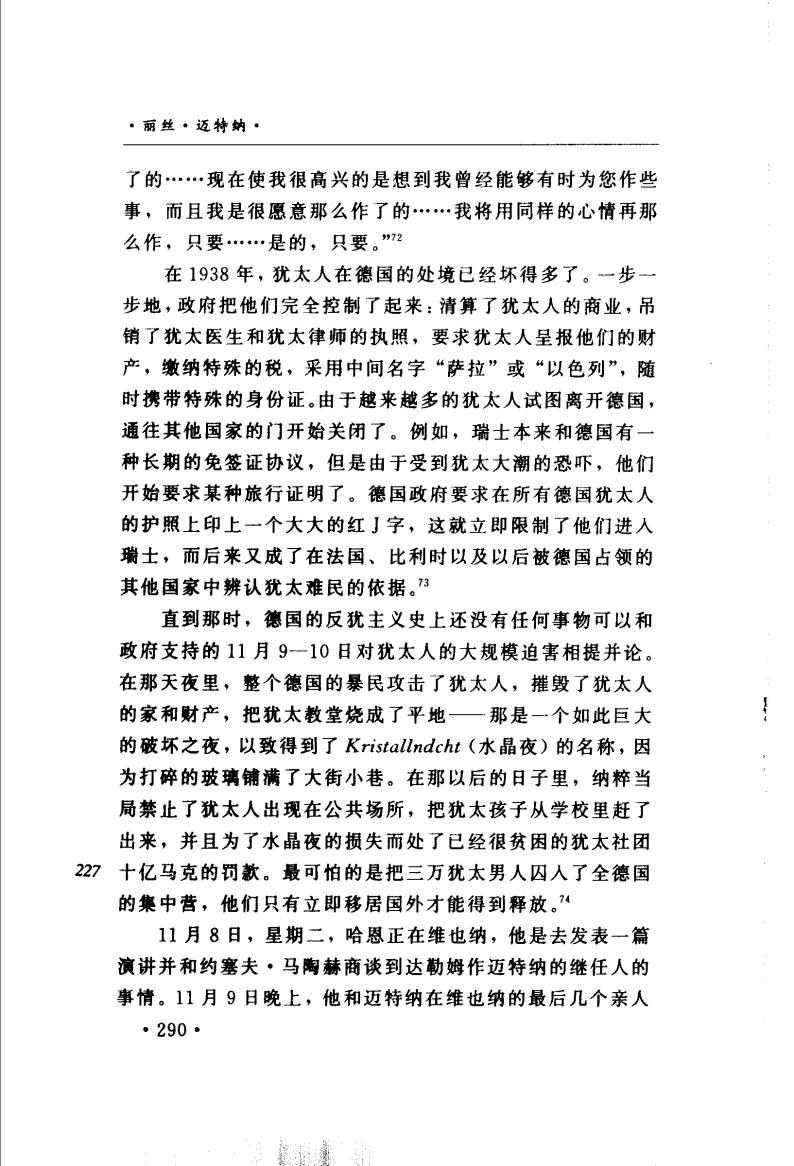 ·丽丝·迈特纳·
了的……现在使我很高兴的是想到我曾经能够有时为您作些
事，而且我是很愿意那么作了的……我将用同样的心情再那
么作，只要……是的，只要。”72
在 1938 年，犹太人在德国的处境已经坏得多了。一步一
步地，政府把他们完全控制了起来：清算了犹太人的商业，吊
销了犹太医生和犹太律师的执照，要求犹太人呈报他们的财
产，缴纳特殊的税，采用中间名字“萨拉”或“以色列”，随
时携带特殊的身份证。由于越来越多的犹太人试图离开德国，
通往其他国家的门开始关闭了。例如，瑞士本来和德国有一
种长期的免签证协议，但是由于受到犹太大潮的恐吓，他们
开始要求某种旅行证明了。德国政府要求在所有德国犹太人
的护照上印上一个大大的红 J 字，这就立即限制了他们进入
瑞士，而后来又成了在法国、比利时以及以后被德国占领的
其他国家中辨认犹太难民的依据。73
直到那时，德国的反犹主义史上还没有任何事物可以和
政府支持的 11 月 9—10 日对犹太人的大规模迫害相提并论。
在那天夜里，整个德国的暴民攻击了犹太人，摧毁了犹太人
的家和财产，把犹太教堂烧成了平地——那是一个如此巨大
的破坏之夜，以致得到了 Kristallndcht（水晶夜）的名称，因
为打碎的玻璃铺满了大街小巷。在那以后的日子里，纳粹当
局禁止了犹太人出现在公共场所，把犹太孩子从学校里赶了
出来，并且为了水晶夜的损失而处了已经很贫困的犹太社团
227 十亿马克的罚款。最可怕的是把三万犹太男人囚入了全德国
的集中营，他们只有立即移居国外才能得到释放。74
11 月 8 日，星期二，哈恩正在维也纳，他是去发表一篇
演讲并和约塞夫·马陶赫商谈到达勒姆作迈特纳的继任人的
事情。11 月 9 日晚上，他和迈特纳在维也纳的最后几个亲人
·290·